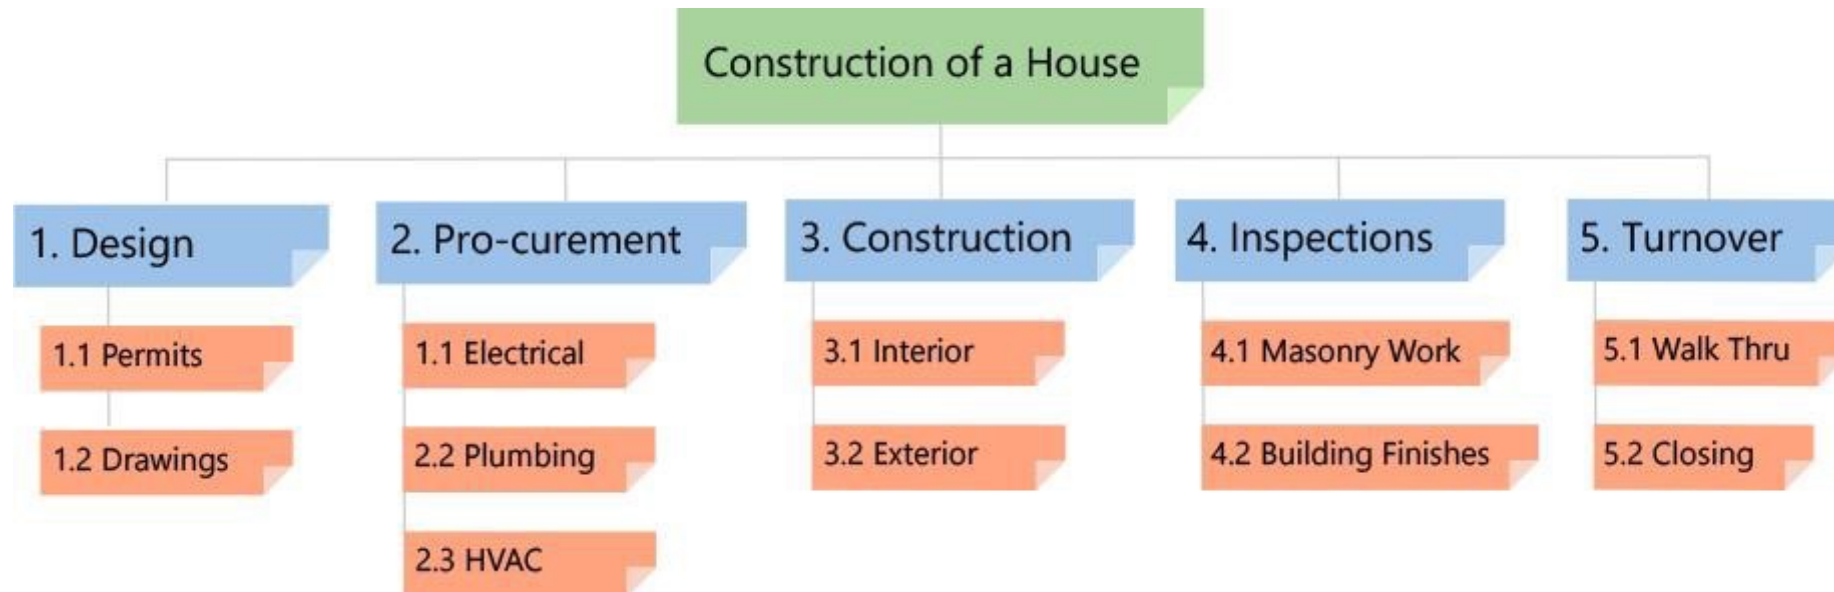 Construction of a House
1. Design
2. Pro-curement
3. Construction
4. Inspections
5. Turnover
1.1 Permits
1.2 Drawings
1.1 Electrical
2.2 Plumbing
2.3 HVAC
3.1 Interior
3.2 Exterior
4.1 Masonry Work
4.2 Building Finishes
5.1 Walk Thru
5.2 Closing